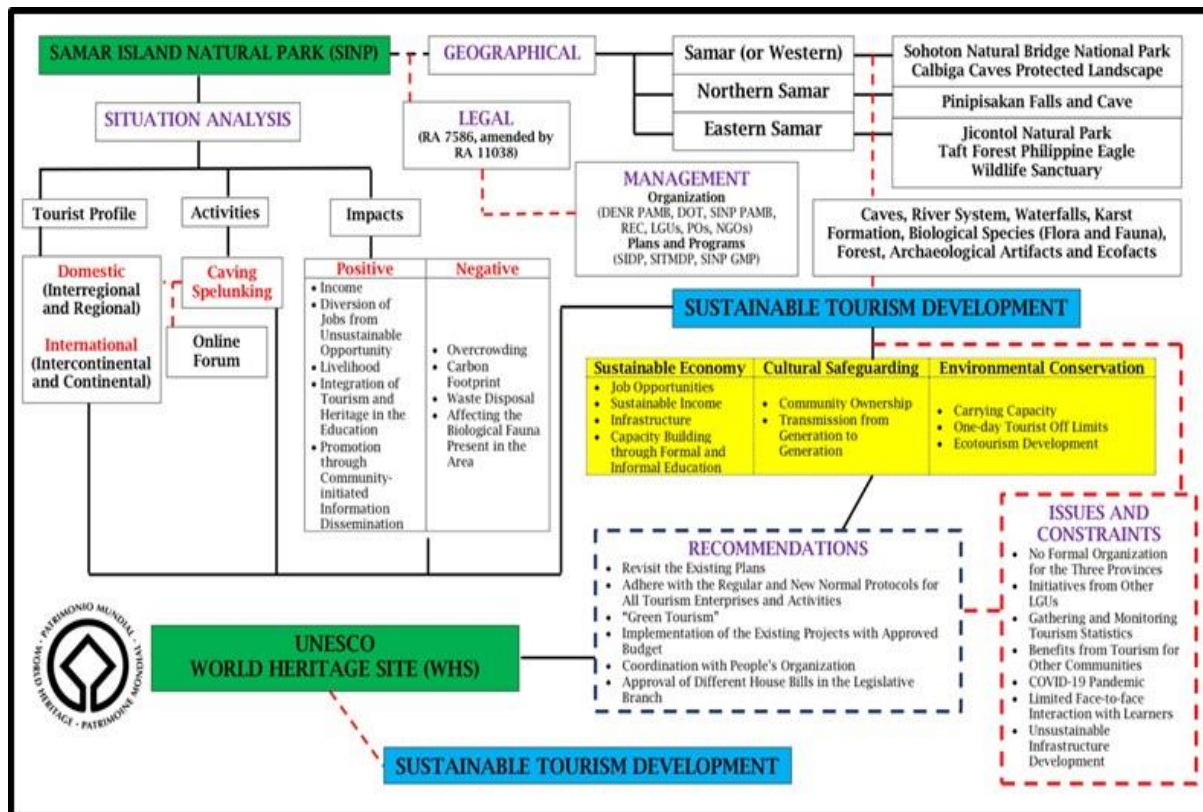 SAMAR ISLAND NATURAL PARK (SINP)
GEOGRAPHICAL
Samar (or Western)
Northern Samar
Eastern Samar
Sohoton Natural Bridge National Park
Calbiga Caves Protected Landscape
Pinipisakan Falls and Cave
Jicontol Natural Park
Taft Forest Philippine Eagle
Wildlife Sanctuary
SITUATION ANALYSIS
LEGAL
(RA 7586, amended by
RA 11038)
MANAGEMENT
Organization
(DENR PAMB, DOT, SINP PAMB,
REC, LGUs, POs, NGOs)
Plans and Programs
(SIDP, SITMDP, SINP GMP)
Caves, River System, Waterfalls, Karst
Formation, Biological Species (Flora and Fauna),
Forest, Archaeological Artifacts and Ecofacts
Tourist Profile
Activities
Impacts
Domestic
(Interregional
and Regional)
International
(Intercontinental
and Continental)
Caving
Spelunking
Online
Forum
Positive
• Income
• Diversion of
Jobs from
Unsustainable
Opportunity
• Livelihood
• Integration of
Tourism and
Heritage in the
Education
• Promotion
through
Community-
initiated
Information
Dissemination
Negative
• Overcrowding
• Carbon
Footprint
• Waste Disposal
• Affecting the
Biological Fauna
Present in the
Area
SUSTAINABLE TOURISM DEVELOPMENT
Sustainable Economy
• Job Opportunities
• Sustainable Income
• Infrastructure
• Capacity Building
through Formal and
Informal Education
Cultural Safeguarding
• Community Ownership
• Transmission from
Generation to
Generation
Environmental Conservation
• Carrying Capacity
• One-day Tourist Off Limits
• Ecotourism Development
RECOMMENDATIONS
• Revisit the Existing Plans
• Adhere with the Regular and New Normal Protocols for
All Tourism Enterprises and Activities
• "Green Tourism"
• Implementation of the Existing Projects with Approved
Budget
• Coordination with People's Organization
• Approval of Different House Bills in the Legislative
Branch
ISSUES AND
CONSTRAINTS
• No Formal Organization
for the Three Provinces
• Initiatives from Other
LGUs
• Gathering and Monitoring
Tourism Statistics
• Benefits from Tourism for
Other Communities
• COVID-19 Pandemic
• Limited Face-to-face
Interaction with Learners
• Unsustainable
Infrastructure
Development
WORLD HERITAGE • PATRIMONIO MUNDIAL • PATRIMOINE MONDIAL •
UNESCO
WORLD HERITAGE SITE (WHS)
SUSTAINABLE TOURISM DEVELOPMENT